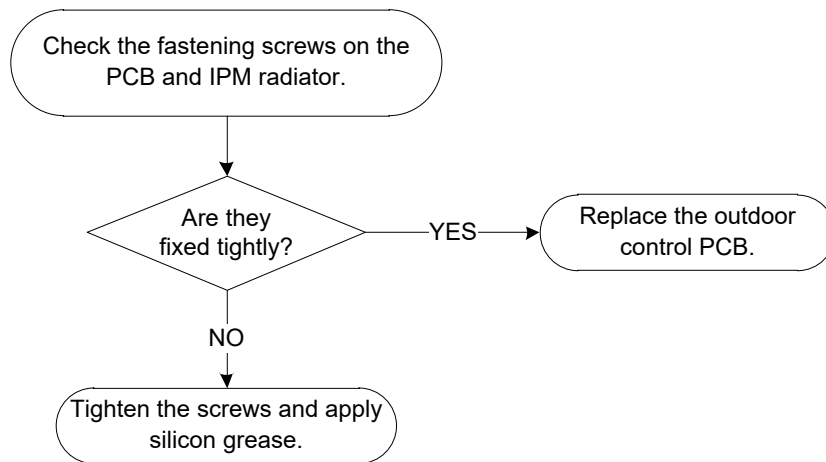 Check the fastening screws on the
PCB and IPM radiator.
Are they
fixed tightly?
YES
Replace the outdoor
control PCB.
NO
Tighten the screws and apply
silicon grease.